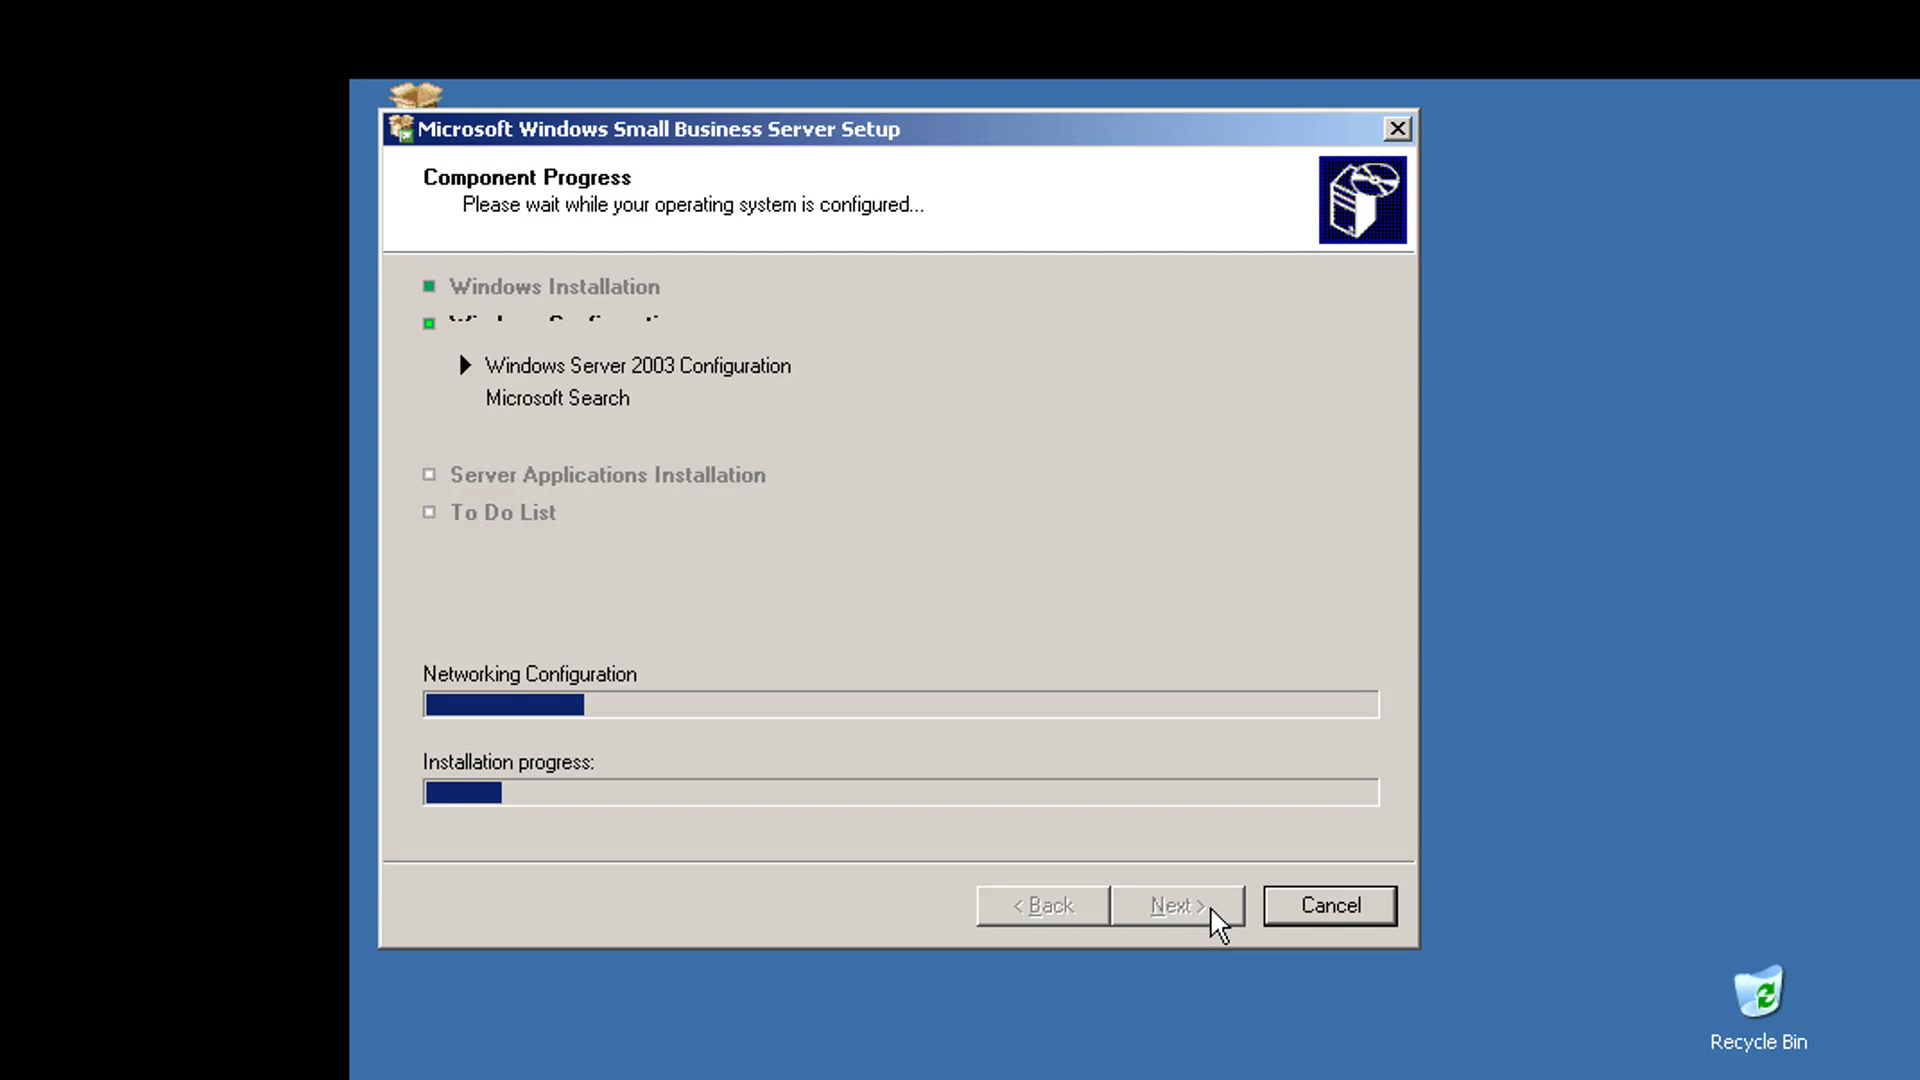 Microsoft Windows Small Business Server Setup
Component Progress
Please wait while your operating system is configured...
Windows Installation
Windows Server 2003 Configuration
Microsoft Search
Server Applications Installation
To Do List
Networking Configuration
Installation progress:
< Back
Next >
Cancel
Recycle Bin